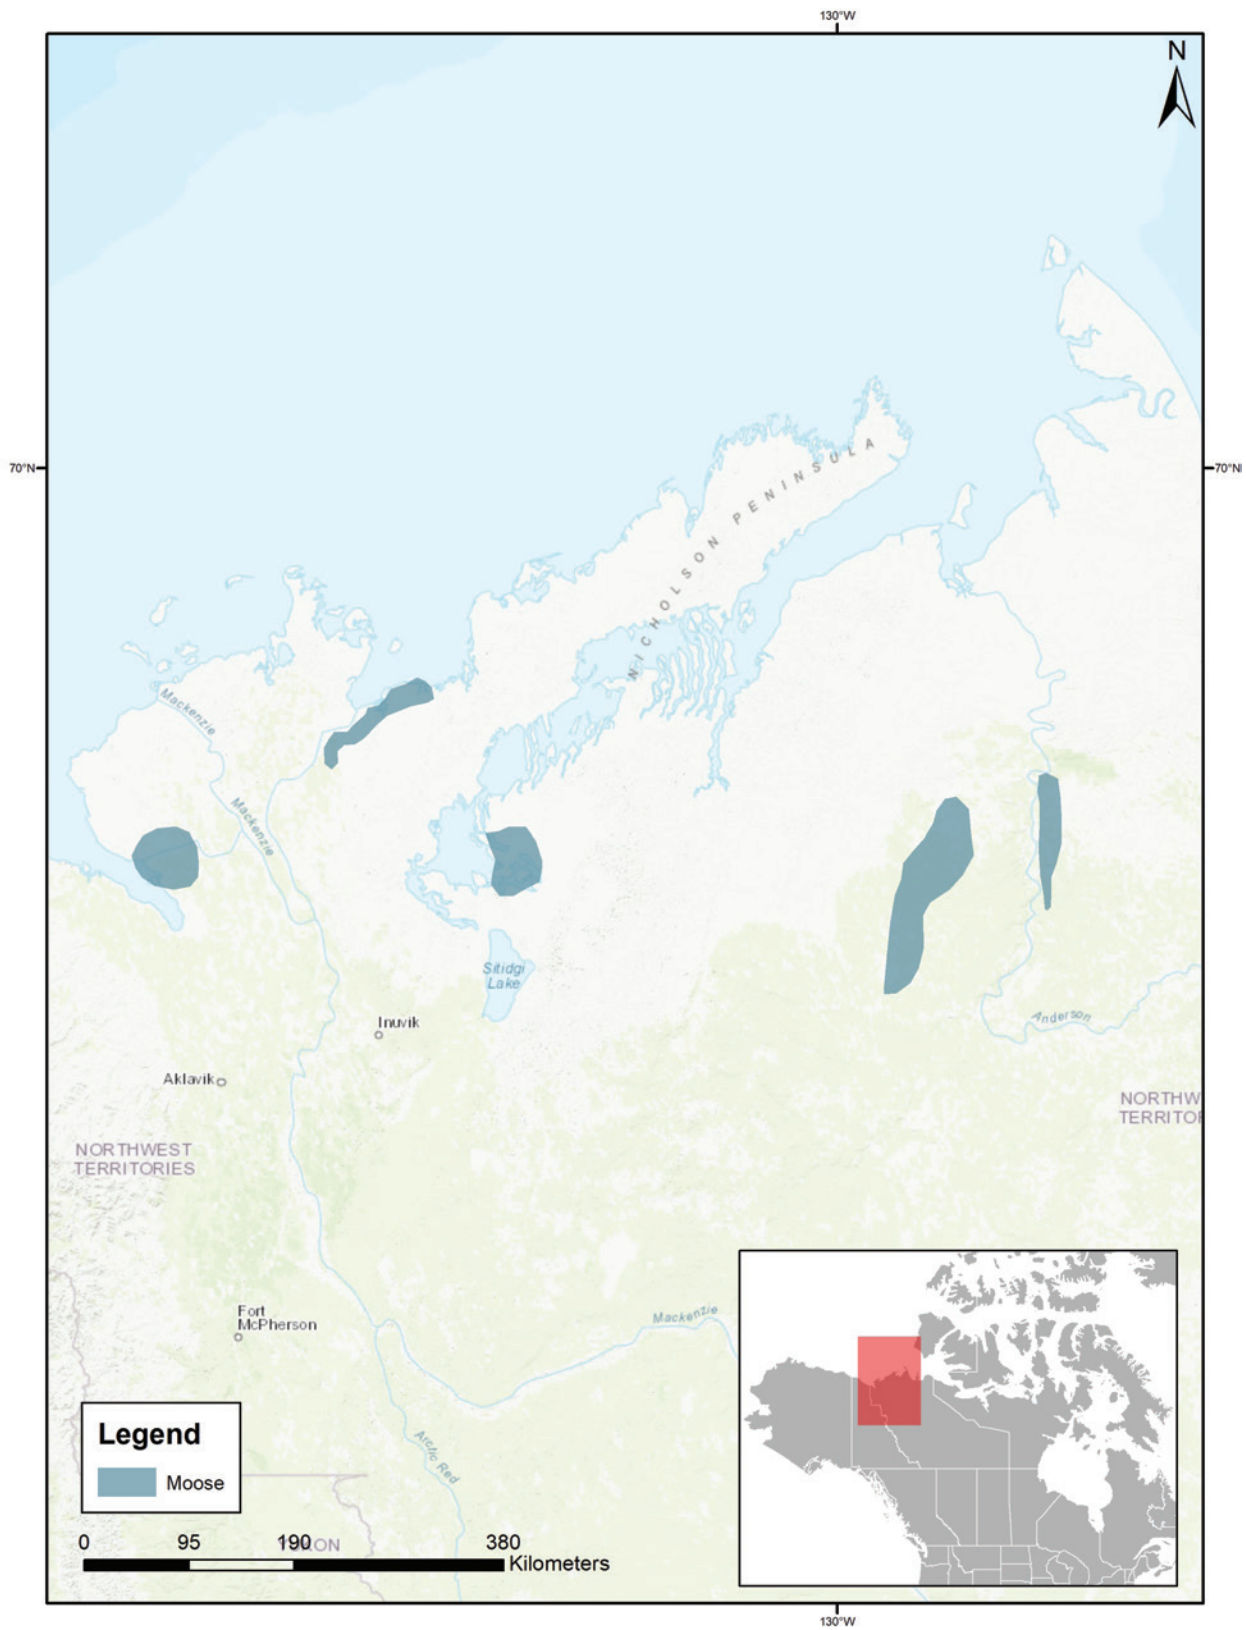 130°W
N
70°N
70°N
NICHOLSON PENINSULA
Mackenzie
Mackenzie
Sitidgi
Lake
Inuvik
Anderson
Aklavik
NORTHW
TERRITOR
NORTHWEST
TERRITORIES
Fort
McPherson
Mackenzie
Arctic Red
Legend
Moose
YUKON
0 95 190 380
Kilometers
130°W